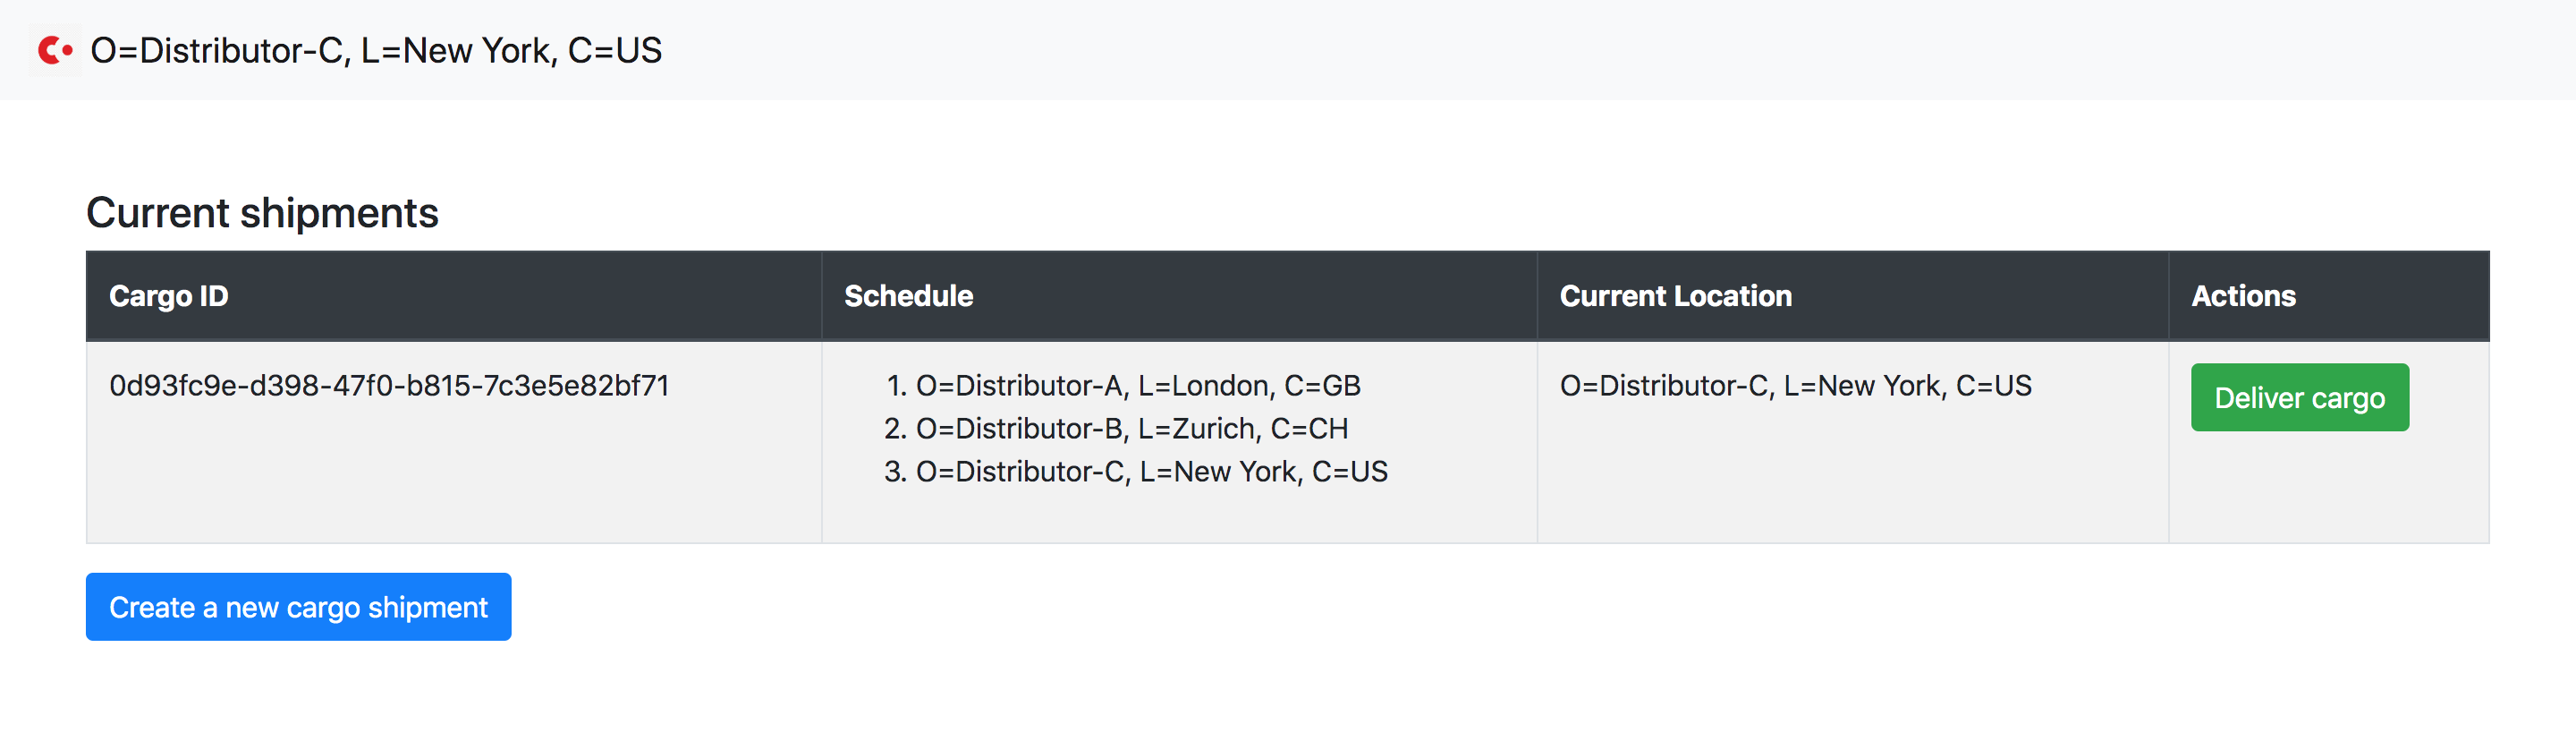 O=Distributor-C, L=New York, C=US
Current shipments
Cargo ID
Schedule
Current Location
Actions
0d93fc9e-d398-47f0-b815-7c3e5e82bf71
1. O=Distributor-A, L=London, C=GB
2. O=Distributor-B, L=Zurich, C=CH
3. O=Distributor-C, L=New York, C=US
O=Distributor-C, L=New York, C=US
Deliver cargo
Create a new cargo shipment